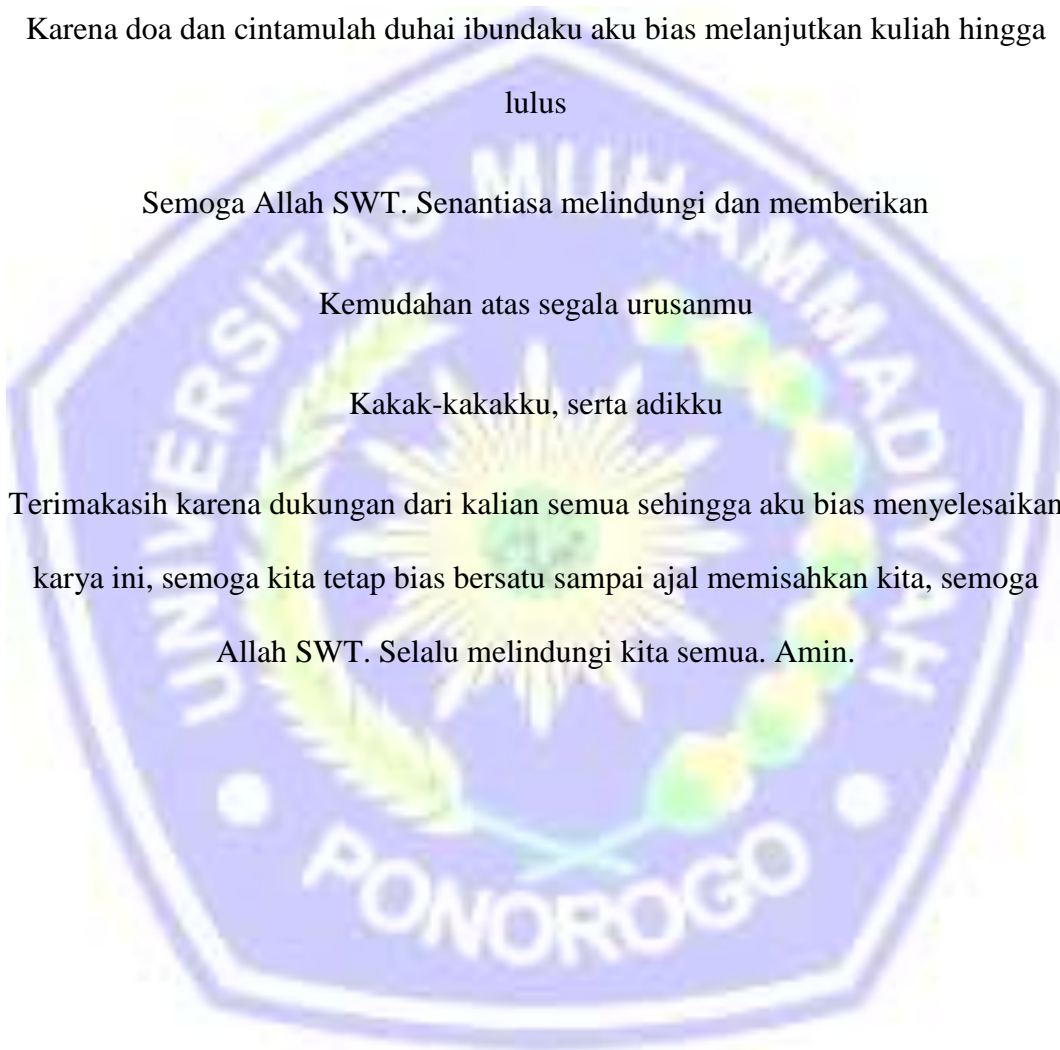 Karena doa dan cintamulah duhai ibundaku aku bias melanjutkan kuliah hingga
lulus
Semoga Allah SWT. Senantiasa melindungi dan memberikan
Kemudahan atas segala urusanmu
Kakak-kakakku, serta adikku
Terimakasih karena dukungan dari kalian semua sehingga aku bias menyelesaikan
karya ini, semoga kita tetap bias bersatu sampai ajal memisahkan kita, semoga
Allah SWT. Selalu melindungi kita semua. Amin.
UNIVERSITAS MUHAMMADIYAH
PONOROGO